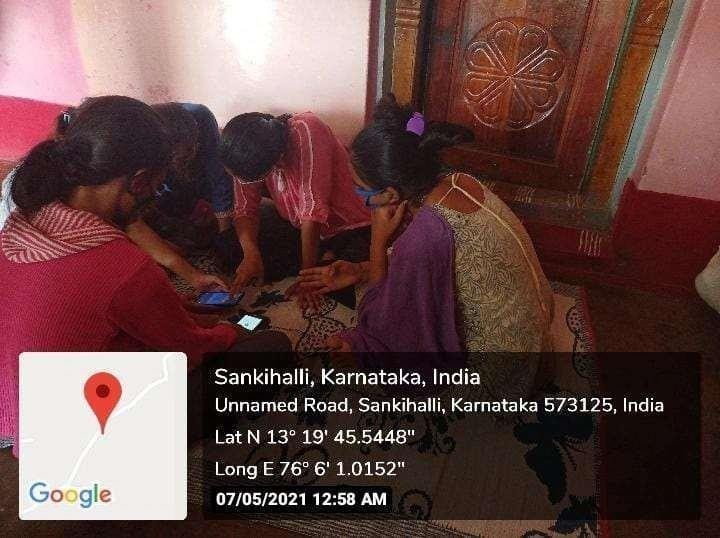 Sankihalli, Karnataka, India
Unnamed Road, Sankihalli, Karnataka 573125, India
Lat N 13° 19' 45.5448"
Long E 76° 6' 1.0152"
07/05/2021 12:58 AM
Google